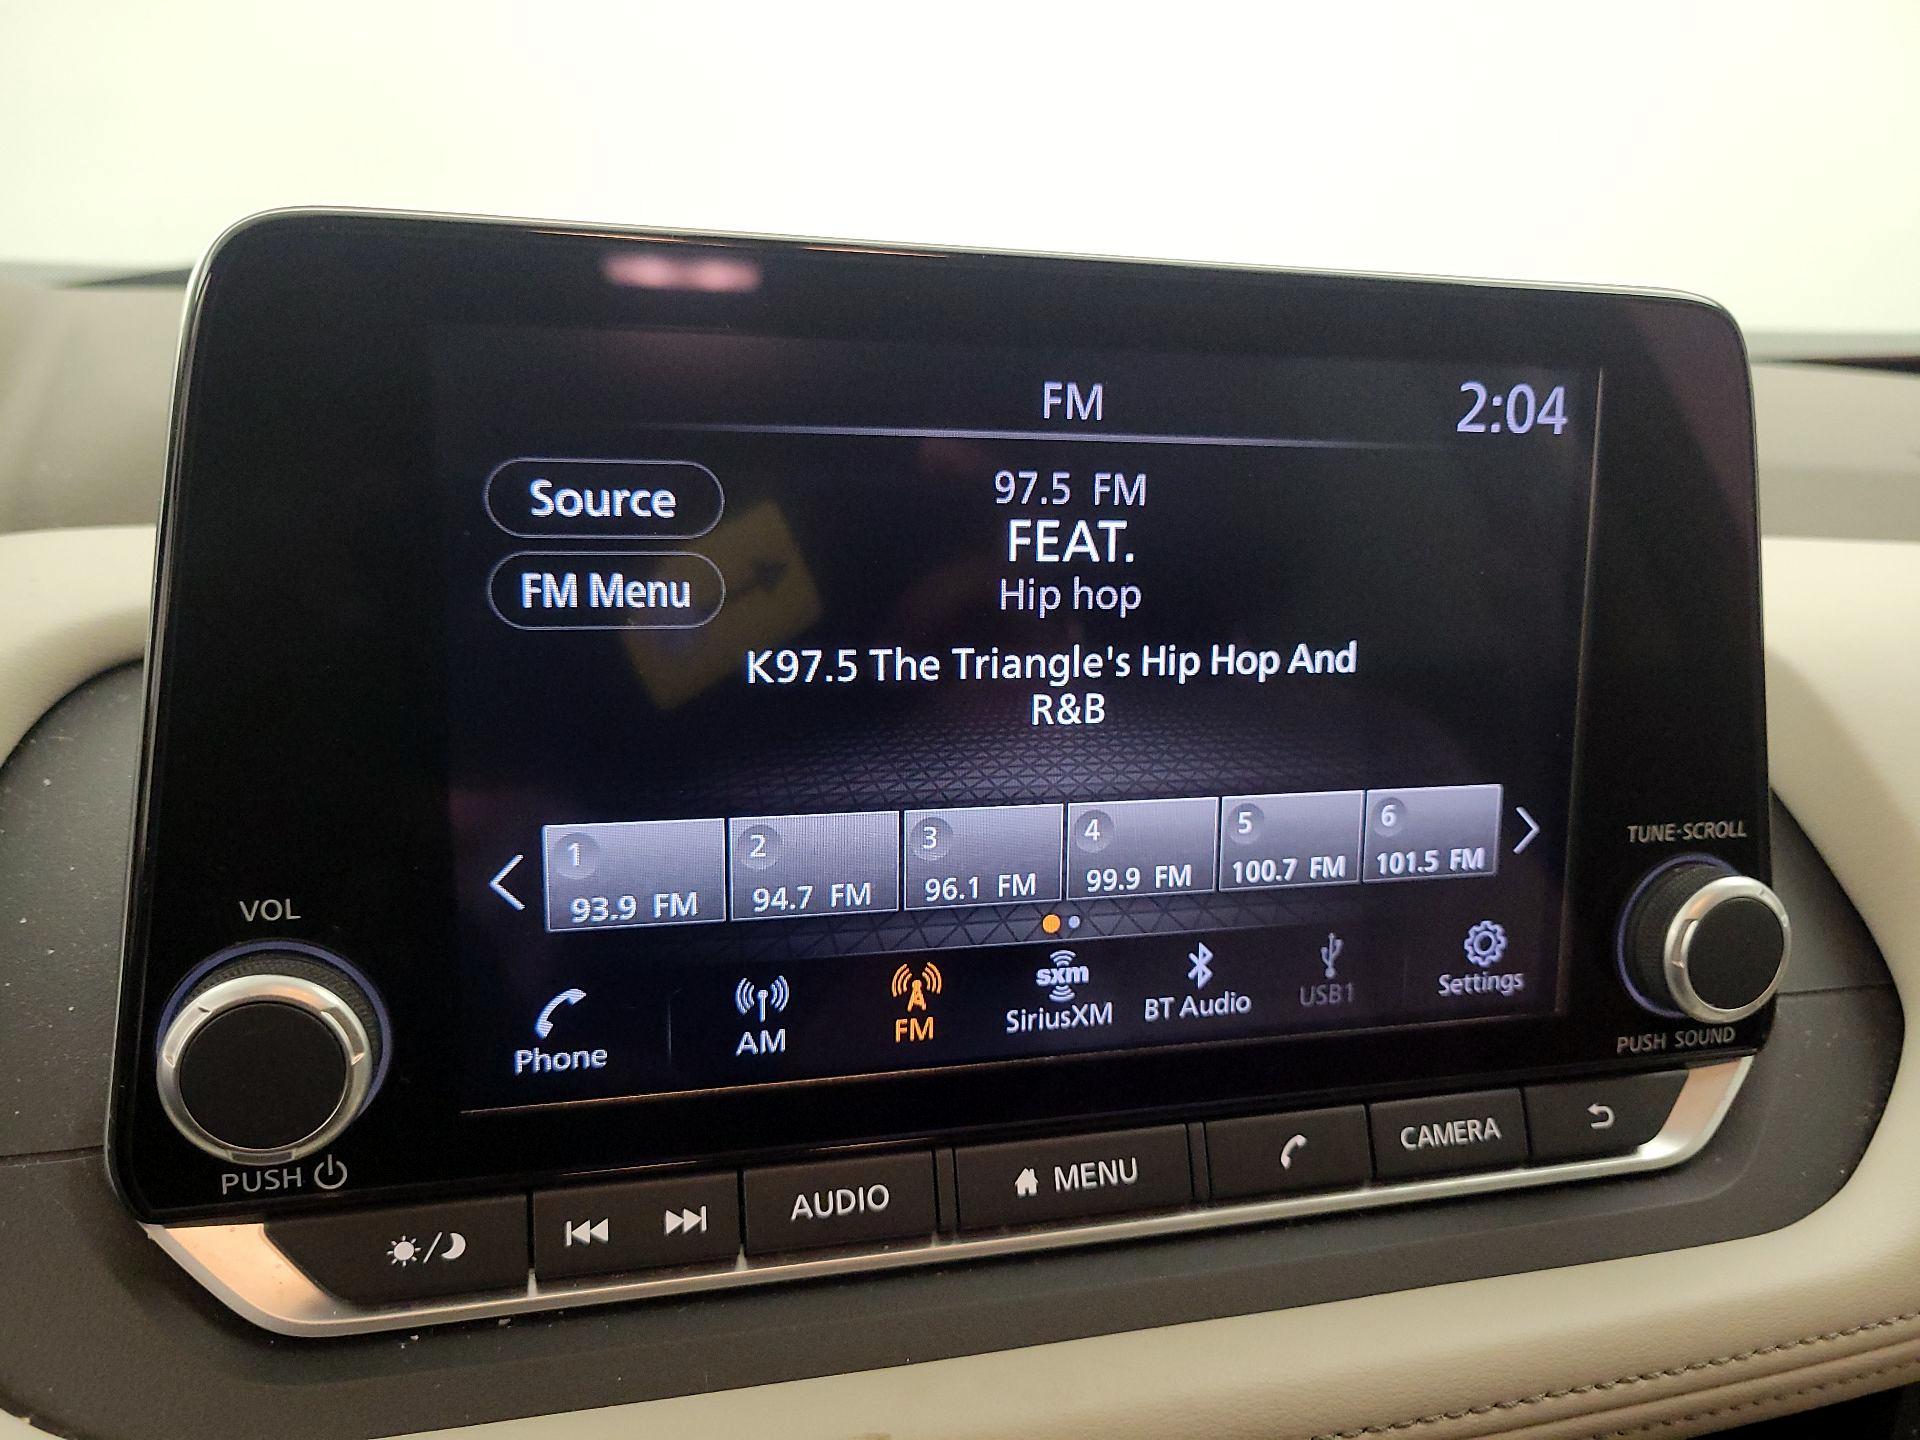 FM
2:04
Source
97.5 FM
FEAT.
FM Menu
Hip hop
K97.5 The Triangle's Hip Hop And
R&B
1
93.9 FM
2
94.7 FM
3
96.1 FM
4
99.9 FM
5
100.7 FM
6
101.5 FM
TUNE·SCROLL
VOL
Phone
AM
FM
sxm
SiriusXM
BT Audio
USB1
Settings
PUSH SOUND
PUSH
AUDIO
MENU
CAMERA